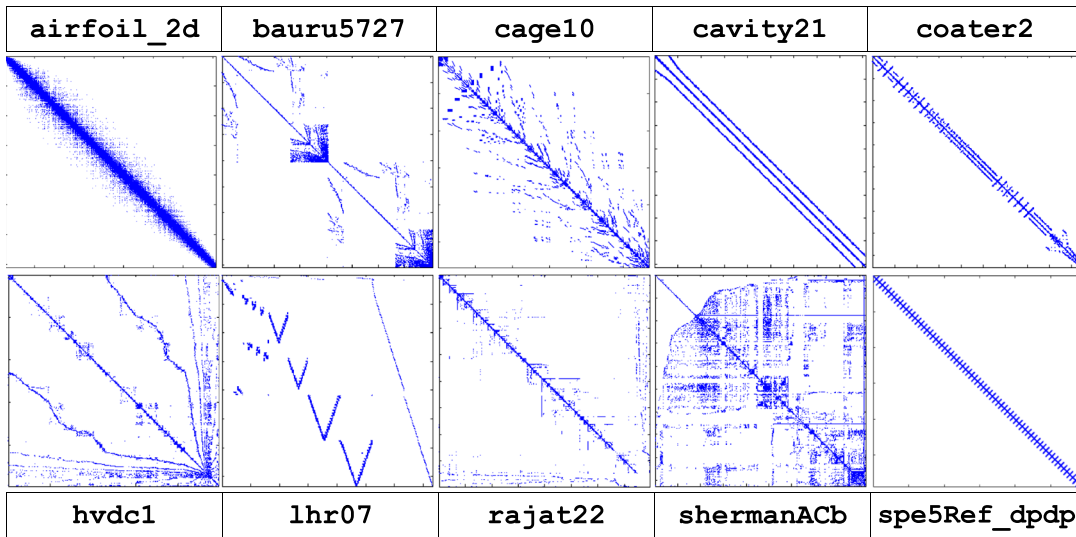 airfoil_2d bauru5727 cage10 cavity21 coater2
hvdc1 lhr07 rajat22 shermanACb spe5Ref_dpdp